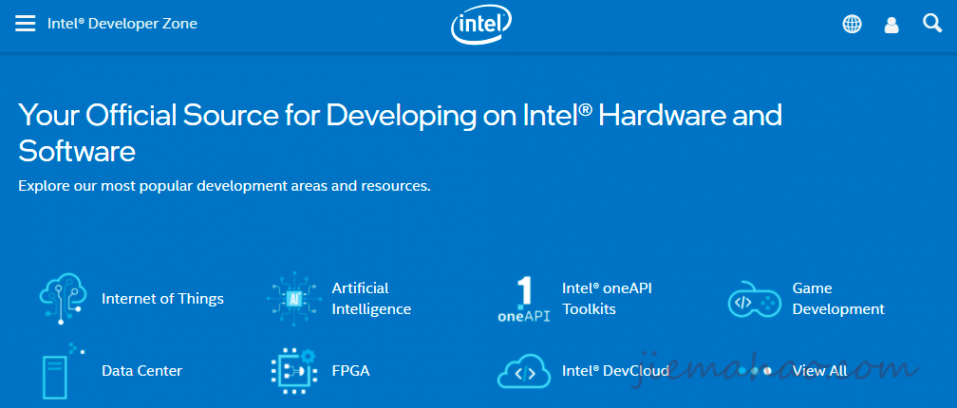 Intel® Developer Zone
intel
Your Official Source for Developing on Intel® Hardware and
Software
Explore our most popular development areas and resources.
Internet of Things
AI
Artificial
Intelligence
1
oneAPI
Intel® oneAPI
Toolkits
</>
Game
Development
Data Center
FPGA
</>
Intel® DevCloud
View All
jiemahao.com